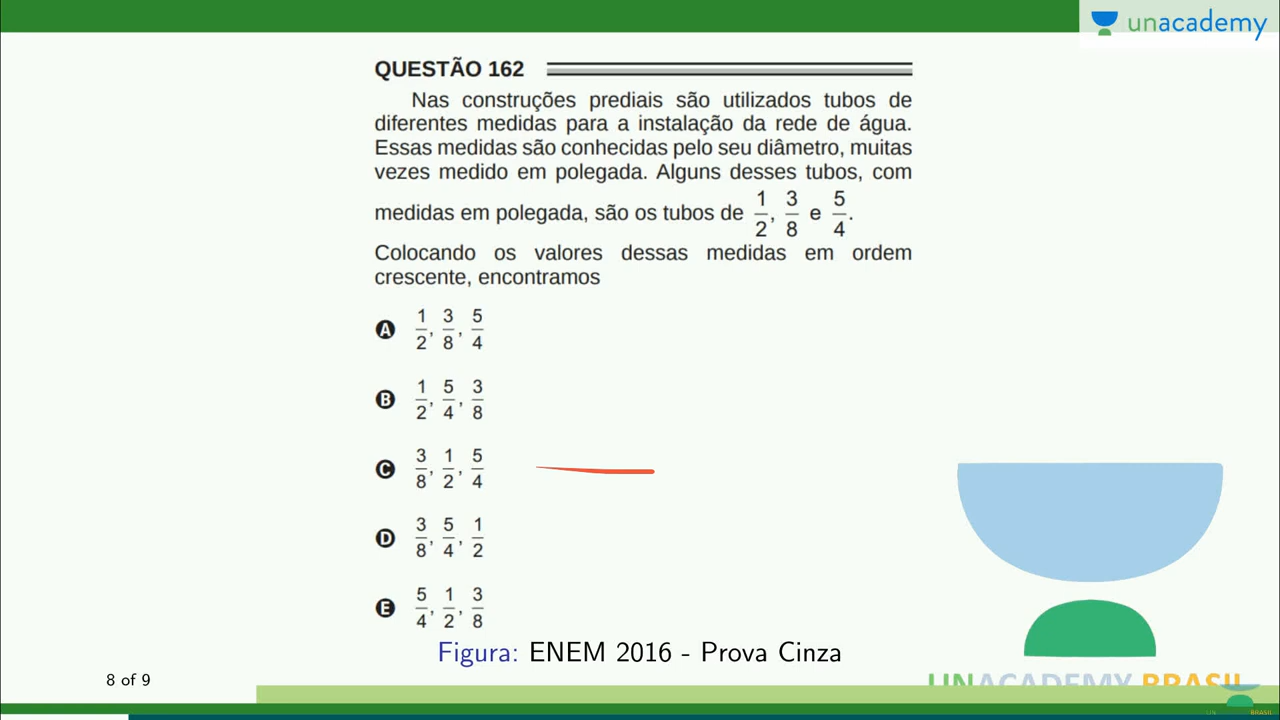 unacademy
QUESTÃO 162
Nas construções prediais são utilizados tubos de
diferentes medidas para a instalação da rede de água.
Essas medidas são conhecidas pelo seu diâmetro, muitas
vezes medido em polegada. Alguns desses tubos, com
medidas em polegada, são os tubos de 1/2, 3/8 e 5/4.
Colocando os valores dessas medidas em ordem
crescente, encontramos
A 1/2, 3/8, 5/4
B 1/2, 5/4, 3/8
C 3/8, 1/2, 5/4
D 3/8, 5/4, 1/2
E 5/4, 1/2, 3/8
Figura: ENEM 2016 - Prova Cinza
8 of 9
UNACADEMY BRASIL